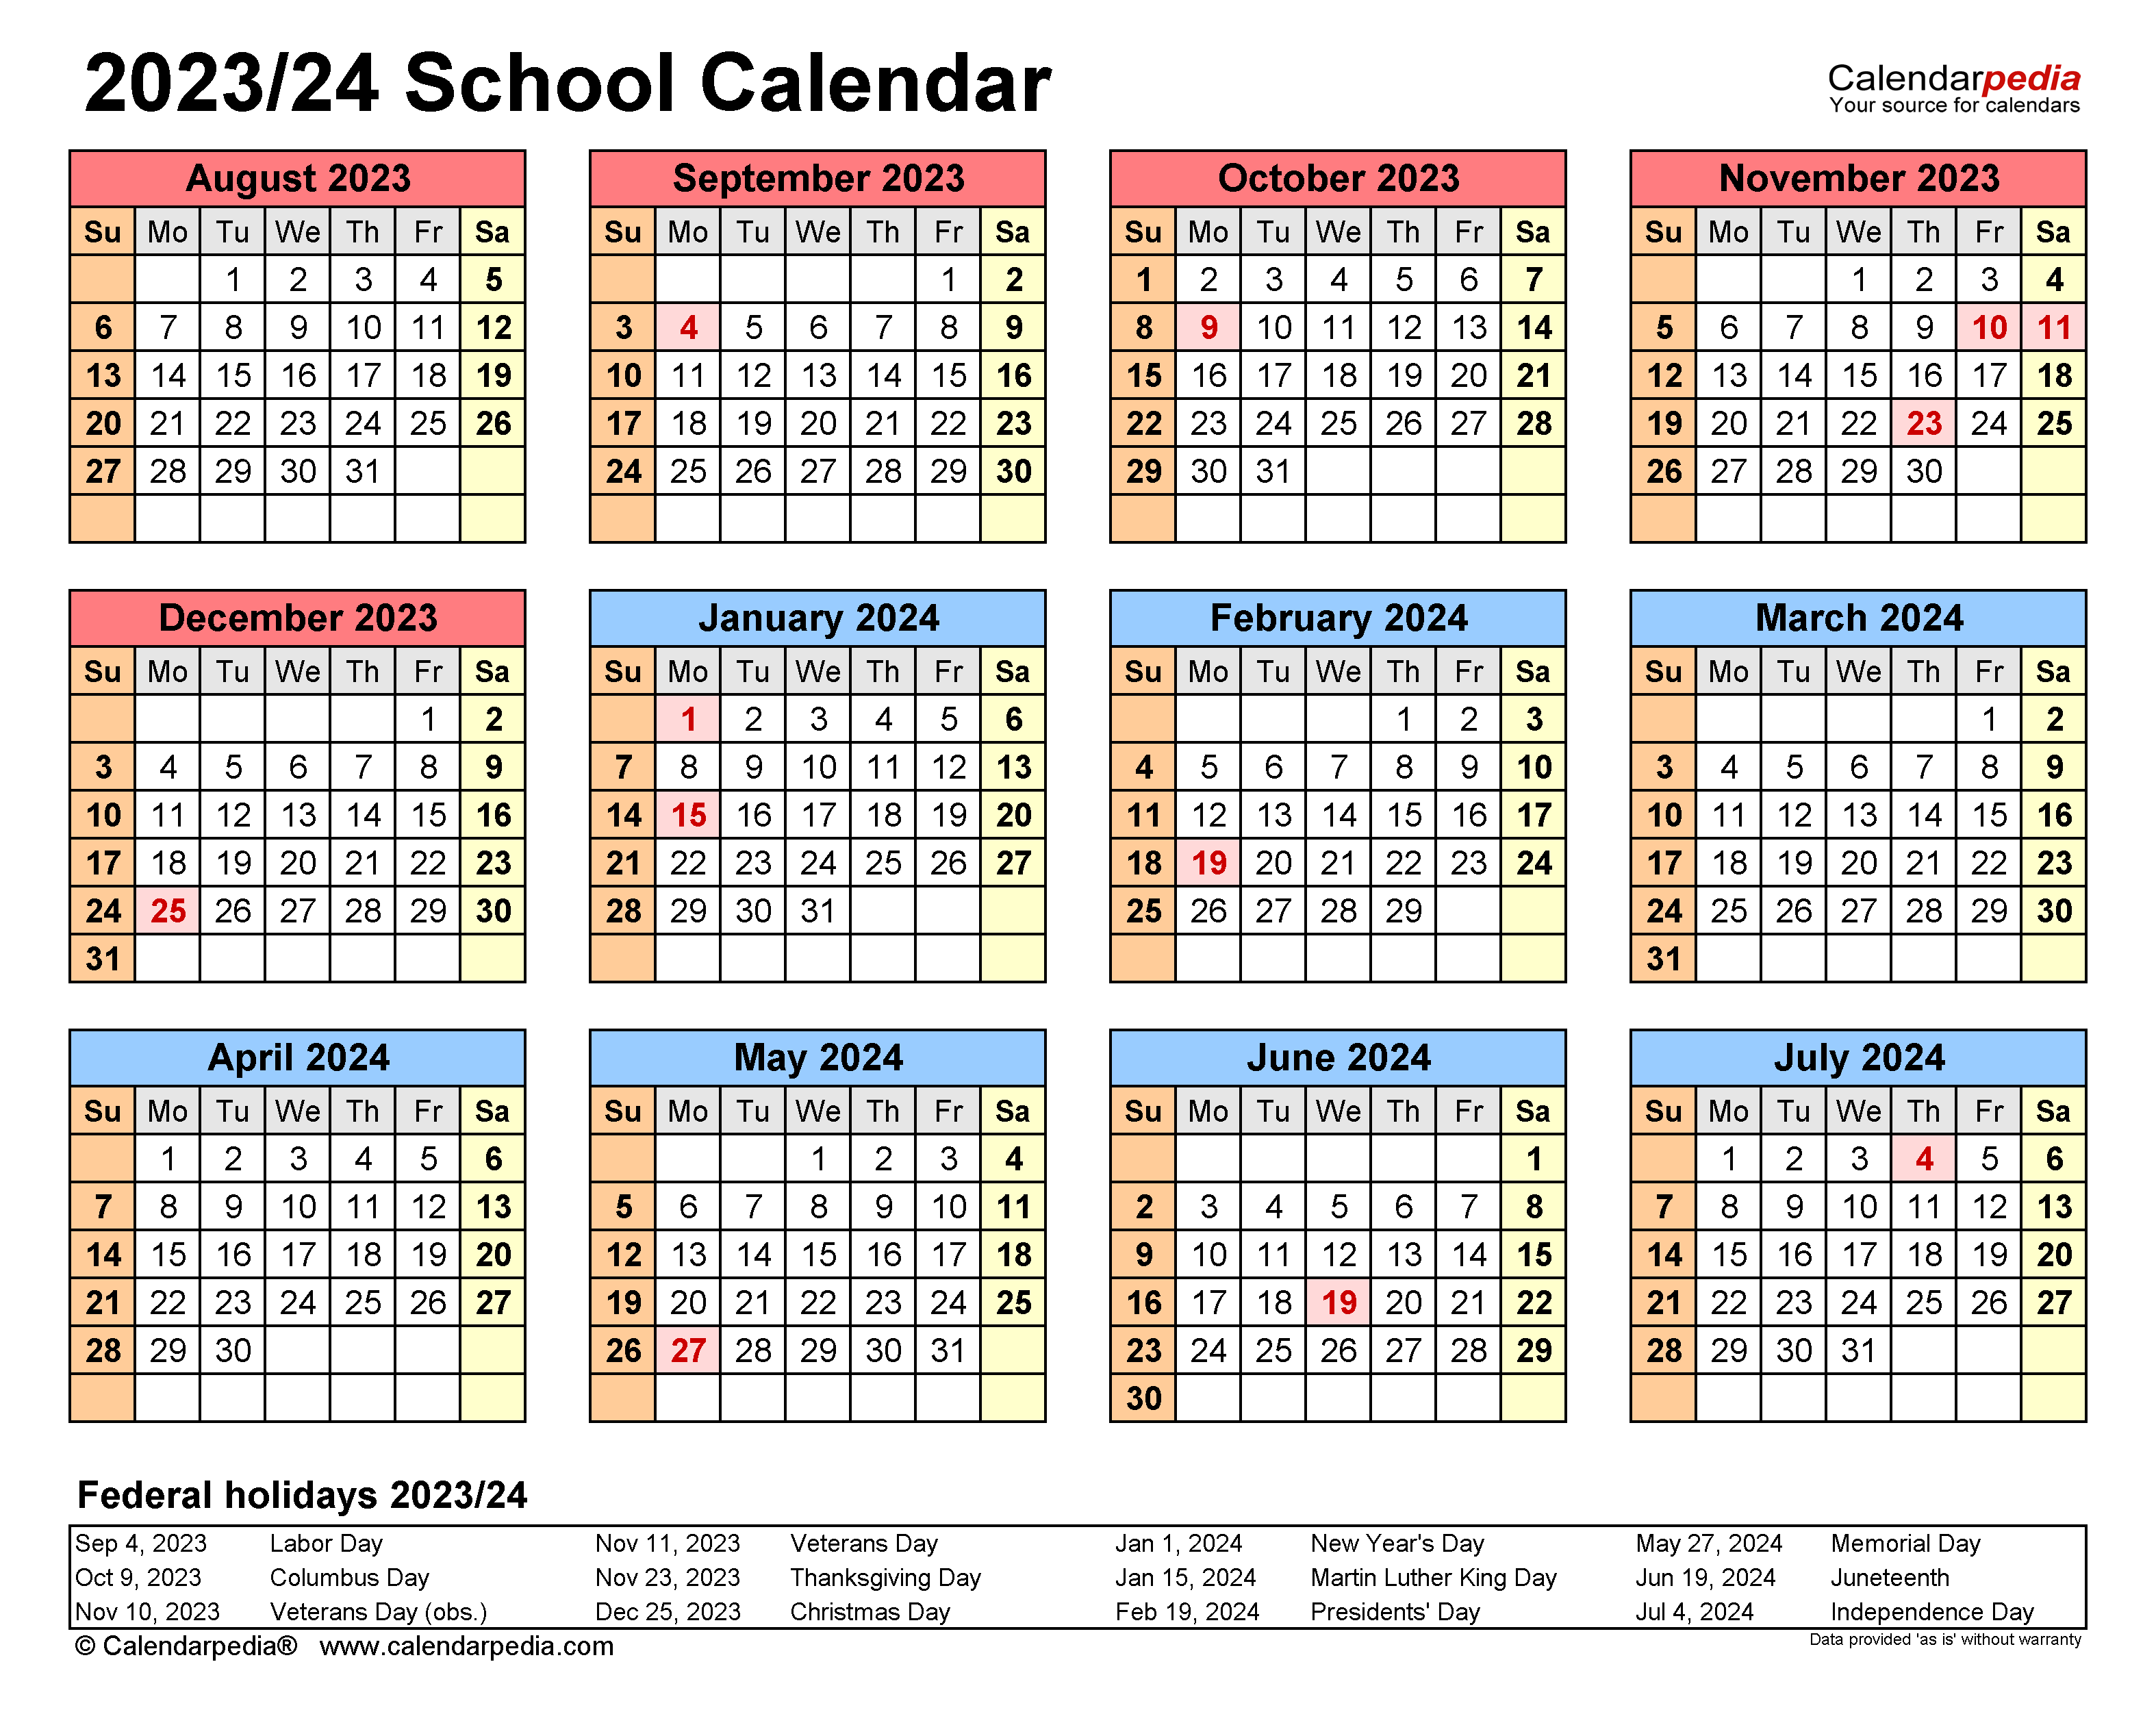 2023/24 School Calendar
Calendarpedia
Your source for calendars
August 2023
Su Mo Tu We Th Fr Sa
1 2 3 4 5
6 7 8 9 10 11 12
13 14 15 16 17 18 19
20 21 22 23 24 25 26
27 28 29 30 31
September 2023
Su Mo Tu We Th Fr Sa
1 2
3 4 5 6 7 8 9
10 11 12 13 14 15 16
17 18 19 20 21 22 23
24 25 26 27 28 29 30
October 2023
Su Mo Tu We Th Fr Sa
1 2 3 4 5 6 7
8 9 10 11 12 13 14
15 16 17 18 19 20 21
22 23 24 25 26 27 28
29 30 31
November 2023
Su Mo Tu We Th Fr Sa
1 2 3 4
5 6 7 8 9 10 11
12 13 14 15 16 17 18
19 20 21 22 23 24 25
26 27 28 29 30
December 2023
Su Mo Tu We Th Fr Sa
1 2
3 4 5 6 7 8 9
10 11 12 13 14 15 16
17 18 19 20 21 22 23
24 25 26 27 28 29 30
31
January 2024
Su Mo Tu We Th Fr Sa
1 2 3 4 5 6
7 8 9 10 11 12 13
14 15 16 17 18 19 20
21 22 23 24 25 26 27
28 29 30 31
February 2024
Su Mo Tu We Th Fr Sa
1 2 3
4 5 6 7 8 9 10
11 12 13 14 15 16 17
18 19 20 21 22 23 24
25 26 27 28 29
March 2024
Su Mo Tu We Th Fr Sa
1 2
3 4 5 6 7 8 9
10 11 12 13 14 15 16
17 18 19 20 21 22 23
24 25 26 27 28 29 30
31
April 2024
Su Mo Tu We Th Fr Sa
1 2 3 4 5 6
7 8 9 10 11 12 13
14 15 16 17 18 19 20
21 22 23 24 25 26 27
28 29 30
May 2024
Su Mo Tu We Th Fr Sa
1 2 3 4
5 6 7 8 9 10 11
12 13 14 15 16 17 18
19 20 21 22 23 24 25
26 27 28 29 30 31
June 2024
Su Mo Tu We Th Fr Sa
1
2 3 4 5 6 7 8
9 10 11 12 13 14 15
16 17 18 19 20 21 22
23 24 25 26 27 28 29
30
July 2024
Su Mo Tu We Th Fr Sa
1 2 3 4 5 6
7 8 9 10 11 12 13
14 15 16 17 18 19 20
21 22 23 24 25 26 27
28 29 30 31
Federal holidays 2023/24
Sep 4, 2023 Labor Day Nov 11, 2023 Veterans Day Jan 1, 2024 New Year's Day May 27, 2024 Memorial Day
Oct 9, 2023 Columbus Day Nov 23, 2023 Thanksgiving Day Jan 15, 2024 Martin Luther King Day Jun 19, 2024 Juneteenth
Nov 10, 2023 Veterans Day (obs.) Dec 25, 2023 Christmas Day Feb 19, 2024 Presidents' Day Jul 4, 2024 Independence Day
© Calendarpedia® www.calendarpedia.com Data provided 'as is' without warranty